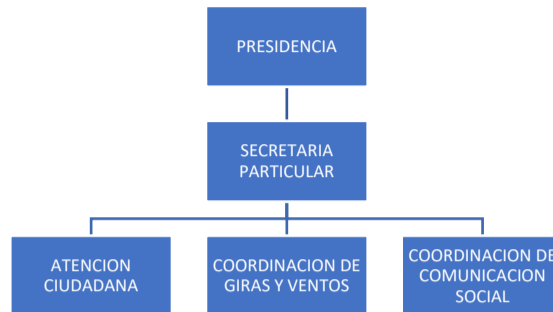 PRESIDENCIA
SECRETARIA
PARTICULAR
ATENCION
CIUDADANA
COORDINACION DE
GIRAS Y VENTOS
COORDINACION DE
COMUNICACION
SOCIAL